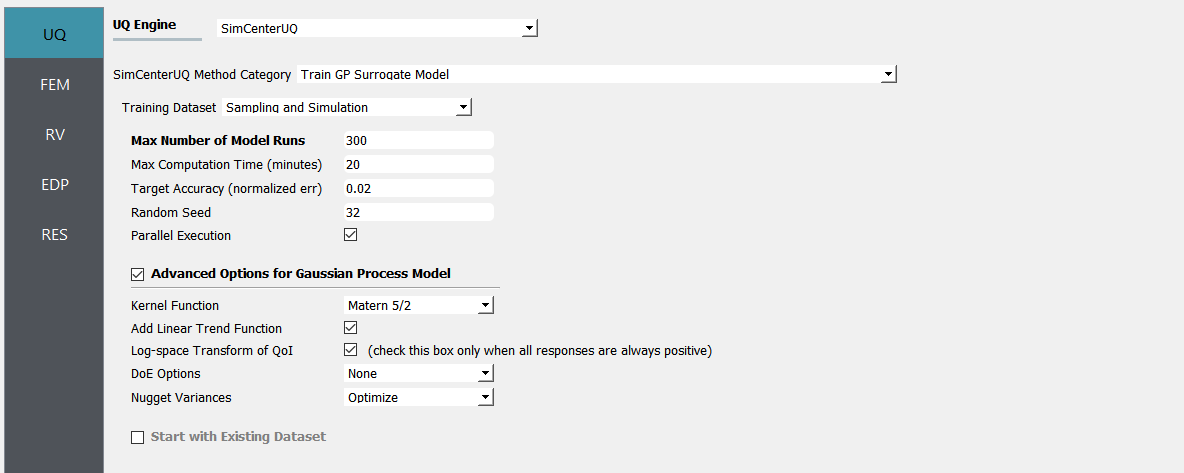 UQ
FEM
RV
EDP
RES
UQ Engine SimCenterUQ
SimCenterUQ Method Category Train GP Surrogate Model
Training Dataset Sampling and Simulation
Max Number of Model Runs 300
Max Computation Time (minutes) 20
Target Accuracy (normalized err) 0.02
Random Seed 32
Parallel Execution
Advanced Options for Gaussian Process Model
Kernel Function Matern 5/2
Add Linear Trend Function
Log-space Transform of QoI (check this box only when all responses are always positive)
DoE Options None
Nugget Variances Optimize
Start with Existing Dataset